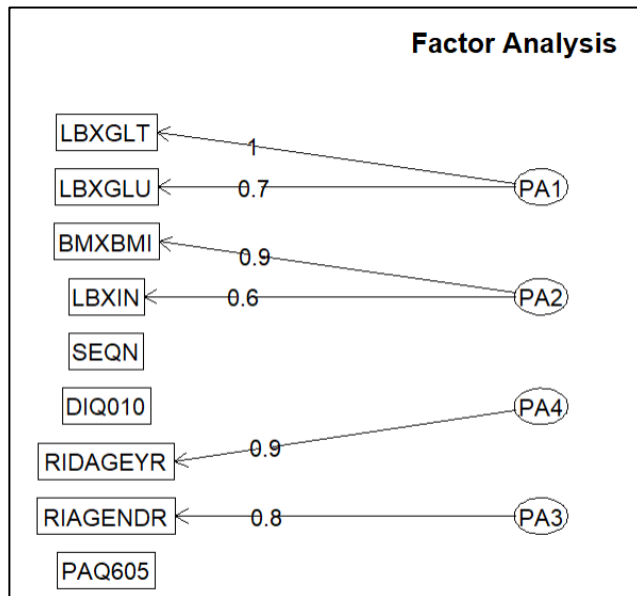 Factor Analysis
LBXGLT
1
LBXGLU
0.7
PA1
BMXBMI
0.9
LBXIN
0.6
PA2
SEQN
DIQ010
PA4
RIDAGEYR
0.9
RIAGENDR
0.8
PA3
PAQ605